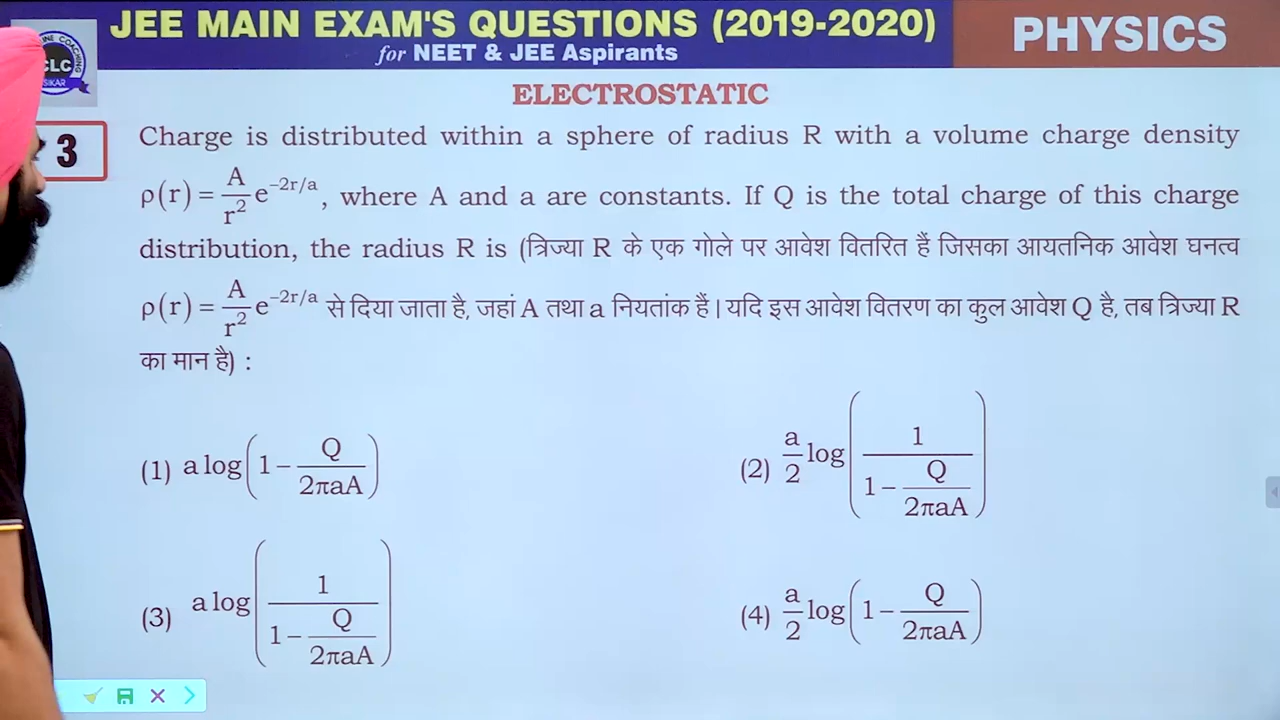 JEE MAIN EXAM'S QUESTIONS (2019-2020)
for NEET & JEE Aspirants
PHYSICS
CLC
SIKAR
ELECTROSTATIC
3
Charge is distributed within a sphere of radius R with a volume charge density
ρ(r) = A/r² e^(-2r/a), where A and a are constants. If Q is the total charge of this charge
distribution, the radius R is (त्रिज्या R के एक गोले पर आवेश वितरित हैं जिसका आयतनिक आवेश घनत्व
ρ(r) = A/r² e^(-2r/a) से दिया जाता है, जहां A तथा a नियतांक हैं। यदि इस आवेश वितरण का कुल आवेश Q है, तब त्रिज्या R
का मान है) :
(1) a log(1 - Q/(2πaA))
(2) a/2 log(1/(1 - Q/(2πaA)))
(3) a log(1/(1 - Q/(2πaA)))
(4) a/2 log(1 - Q/(2πaA))